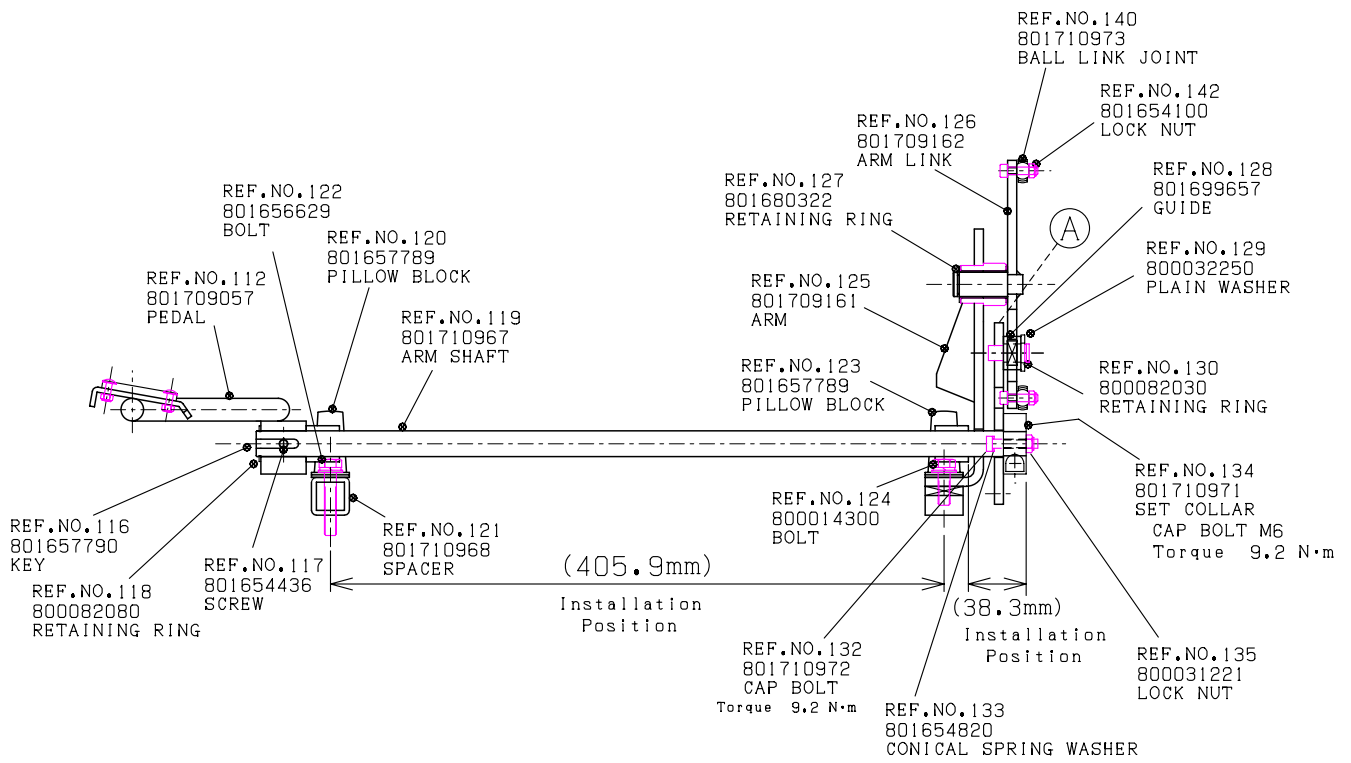 REF.NO.140
801710973
BALL LINK JOINT
REF.NO.142
801654100
LOCK NUT
REF.NO.126
801709162
ARM LINK
REF.NO.128
801699657
GUIDE
REF.NO.127
801680322
RETAINING RING
REF.NO.122
801656629
BOLT
A
REF.NO.120
801657789
PILLOW BLOCK
REF.NO.129
800032250
PLAIN WASHER
REF.NO.112
801709057
PEDAL
REF.NO.125
801709161
ARM
REF.NO.119
801710967
ARM SHAFT
REF.NO.123
801657789
PILLOW BLOCK
REF.NO.130
800082030
RETAINING RING
REF.NO.134
801710971
SET COLLAR
CAP BOLT M6
Torque 9.2 N·m
REF.NO.124
800014300
BOLT
REF.NO.116
801657790
KEY
REF.NO.121
801710968
SPACER
REF.NO.117
801654436
SCREW
REF.NO.118
800082080
RETAINING RING
(405.9mm)
Installation
Position
(38.3mm)
Installation
Position
REF.NO.132
801710972
CAP BOLT
Torque 9.2 N·m
REF.NO.135
800031221
LOCK NUT
REF.NO.133
801654820
CONICAL SPRING WASHER